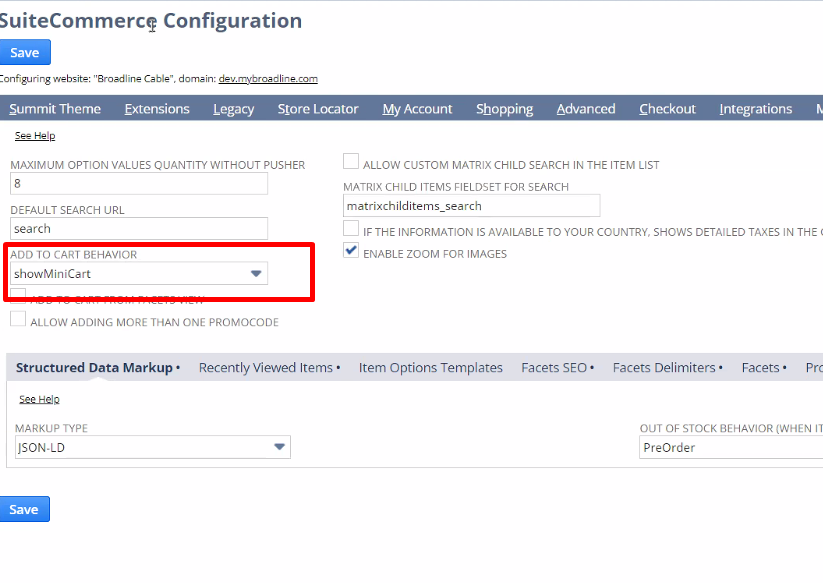 SuiteCommerce Configuration
Save
Configuring website: "Broadline Cable", domain: dev.mybroadline.com
Summit Theme Extensions Legacy Store Locator My Account Shopping Advanced Checkout Integrations M
See Help
MAXIMUM OPTION VALUES QUANTITY WITHOUT PUSHER
8
DEFAULT SEARCH URL
search
ADD TO CART BEHAVIOR
showMiniCart
ADD TO CART FROM FACETS VIEW
ALLOW ADDING MORE THAN ONE PROMOCODE
ALLOW CUSTOM MATRIX CHILD SEARCH IN THE ITEM LIST
MATRIX CHILD ITEMS FIELDSET FOR SEARCH
matrixchilditems_search
IF THE INFORMATION IS AVAILABLE TO YOUR COUNTRY, SHOWS DETAILED TAXES IN THE
ENABLE ZOOM FOR IMAGES
Structured Data Markup • Recently Viewed Items • Item Options Templates Facets SEO • Facets Delimiters • Facets • Pro
See Help
MARKUP TYPE
JSON-LD
OUT OF STOCK BEHAVIOR (WHEN IT
PreOrder
Save